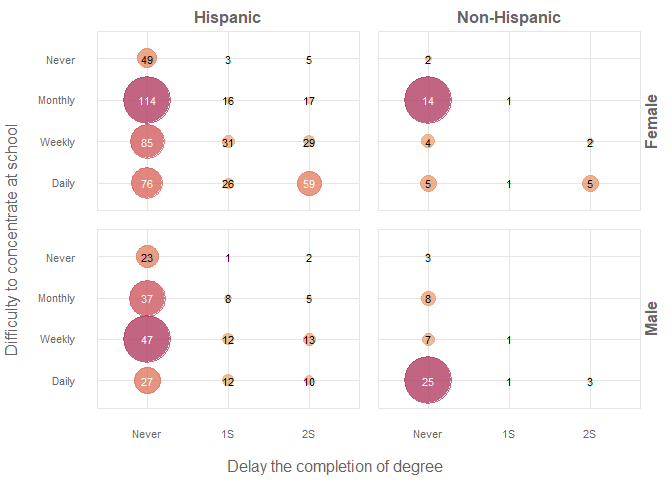 Hispanic Non-Hispanic
Never 49 3 5 2
Monthly 114 16 17 14 1
Weekly 85 31 29 4 2
Daily 76 26 59 5 1 5
Female
Never 23 1 2 3
Monthly 37 8 5 8
Weekly 47 12 13 7 1
Daily 27 12 10 25 1 3
Male
Never 1S 2S Never 1S 2S
Delay the completion of degree
Difficulty to concentrate at school